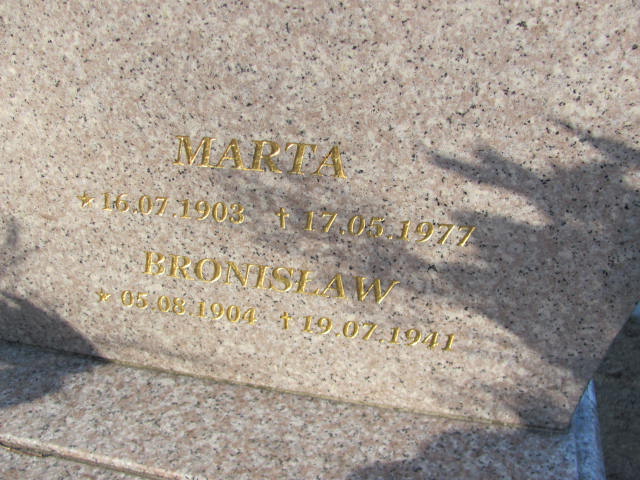 MARTA
★ 16.07.1903 † 17.05.1977
BRONISŁAW
★ 05.08.1904 † 19.07.1941